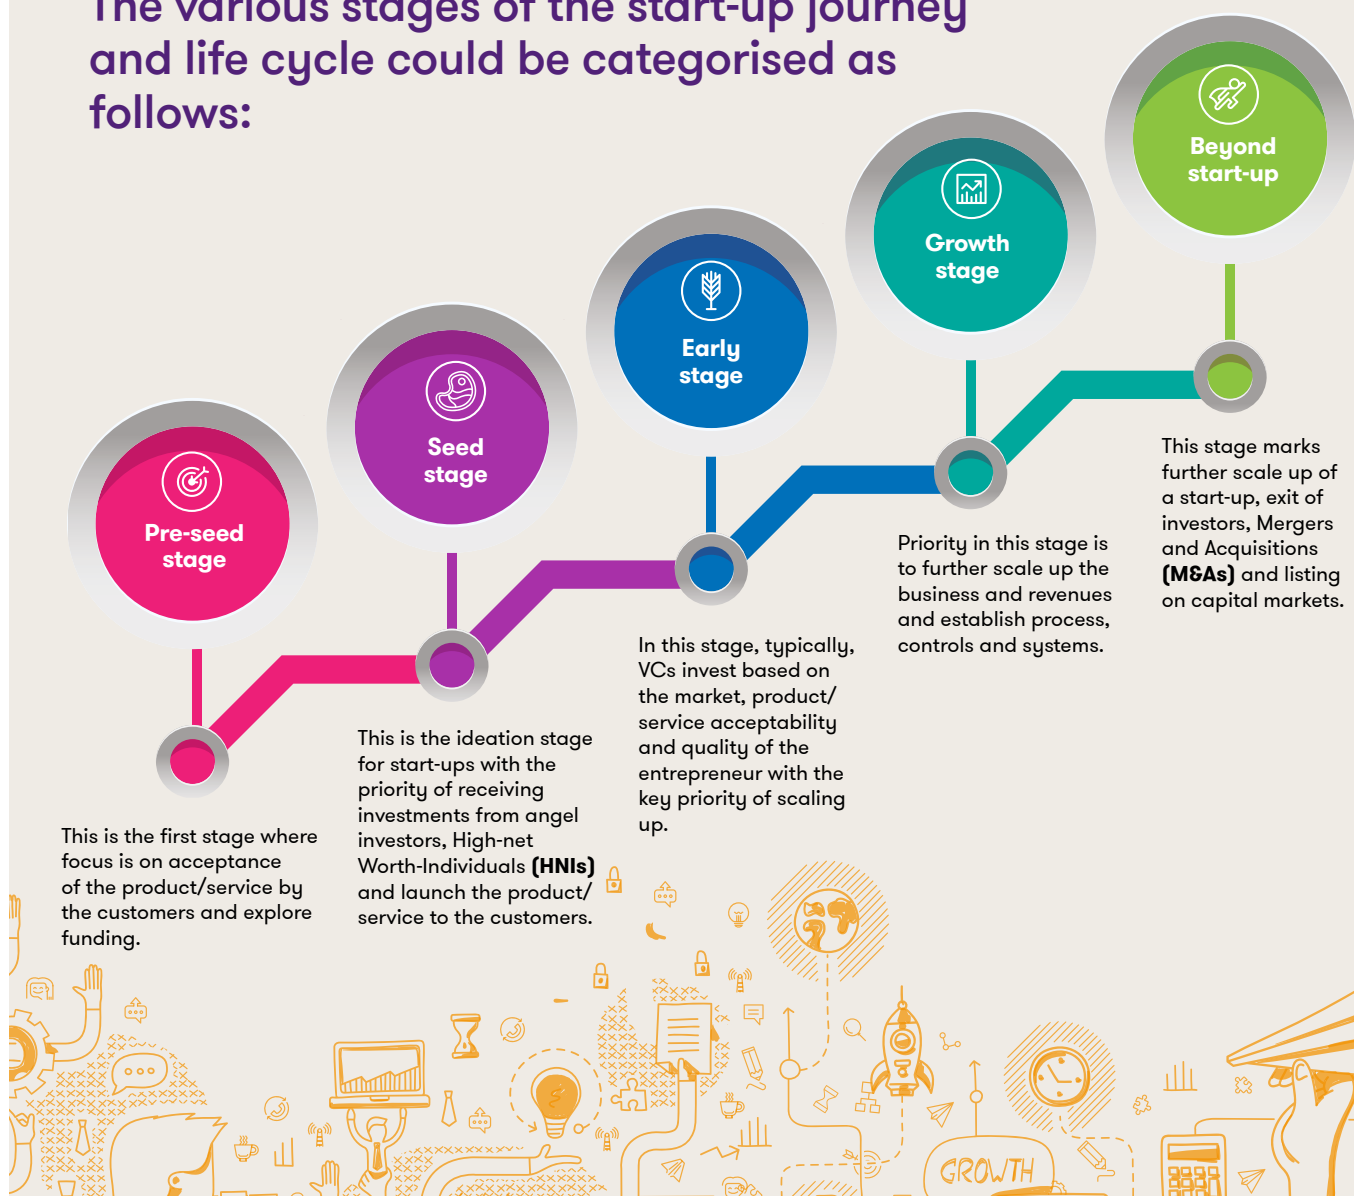 The various stages of the start-up journey
and life cycle could be categorised as
follows:
Pre-seed
stage
This is the first stage where
focus is on acceptance
of the product/service by
the customers and explore
funding.
Seed
stage
This is the ideation stage
for start-ups with the
priority of receiving
investments from angel
investors, High-net
Worth-Individuals (HNIs)
and launch the product/
service to the customers.
Early
stage
In this stage, typically,
VCs invest based on
the market, product/
service acceptability
and quality of the
entrepreneur with the
key priority of scaling
up.
Growth
stage
Priority in this stage is
to further scale up the
business and revenues
and establish process,
controls and systems.
Beyond
start-up
This stage marks
further scale up of
a start-up, exit of
investors, Mergers
and Acquisitions
(M&As) and listing
on capital markets.
GROWTH